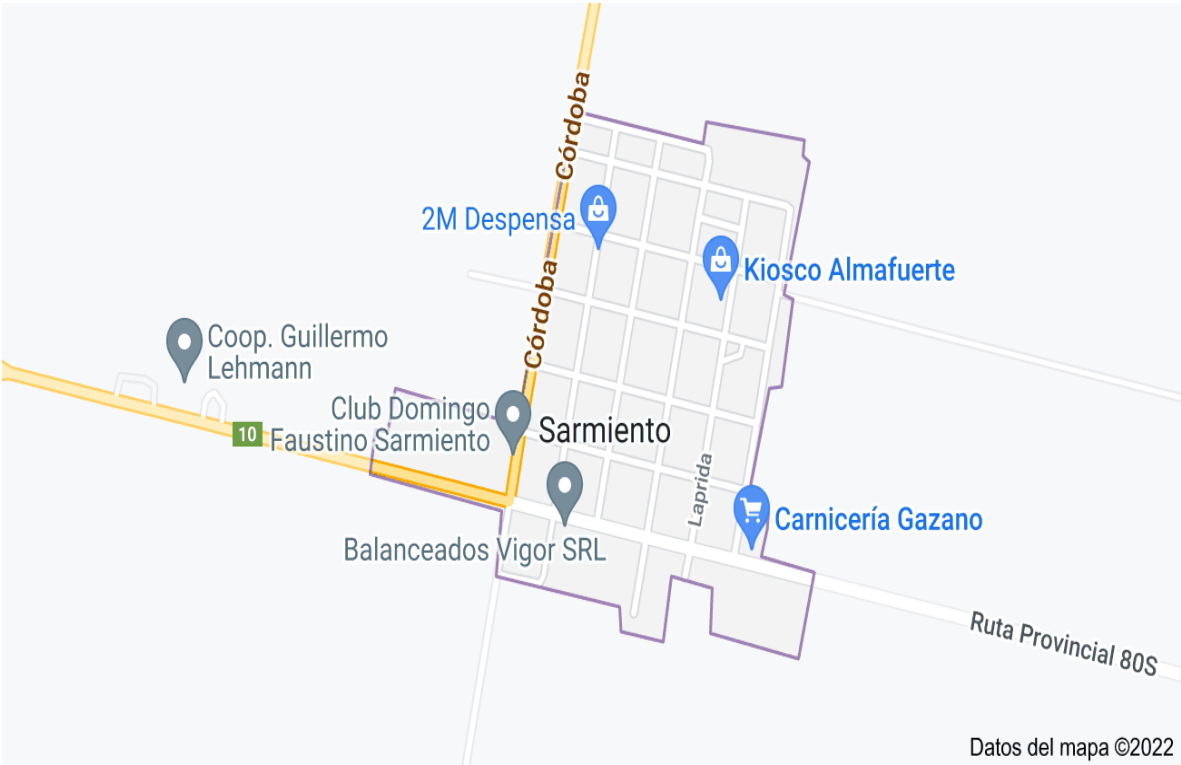 Córdoba
2M Despensa
Kiosco Almafuerte
Córdoba
Coop. Guillermo
Lehmann
Club Domingo
Faustino Sarmiento
10
Sarmiento
Laprida
Carnicería Gazano
Balanceados Vigor SRL
Ruta Provincial 80S
Datos del mapa ©2022